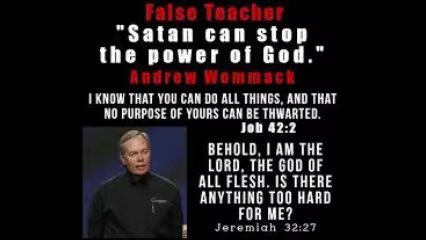 False Teacher
"Satan can stop
the power of God."
Andrew Wommack
I KNOW THAT YOU CAN DO ALL THINGS, AND THAT
NO PURPOSE OF YOURS CAN BE THWARTED.
Job 42:2
BEHOLD, I AM THE
LORD, THE GOD OF
ALL FLESH. IS THERE
ANYTHING TOO HARD
FOR ME?
Jeremiah 32:27